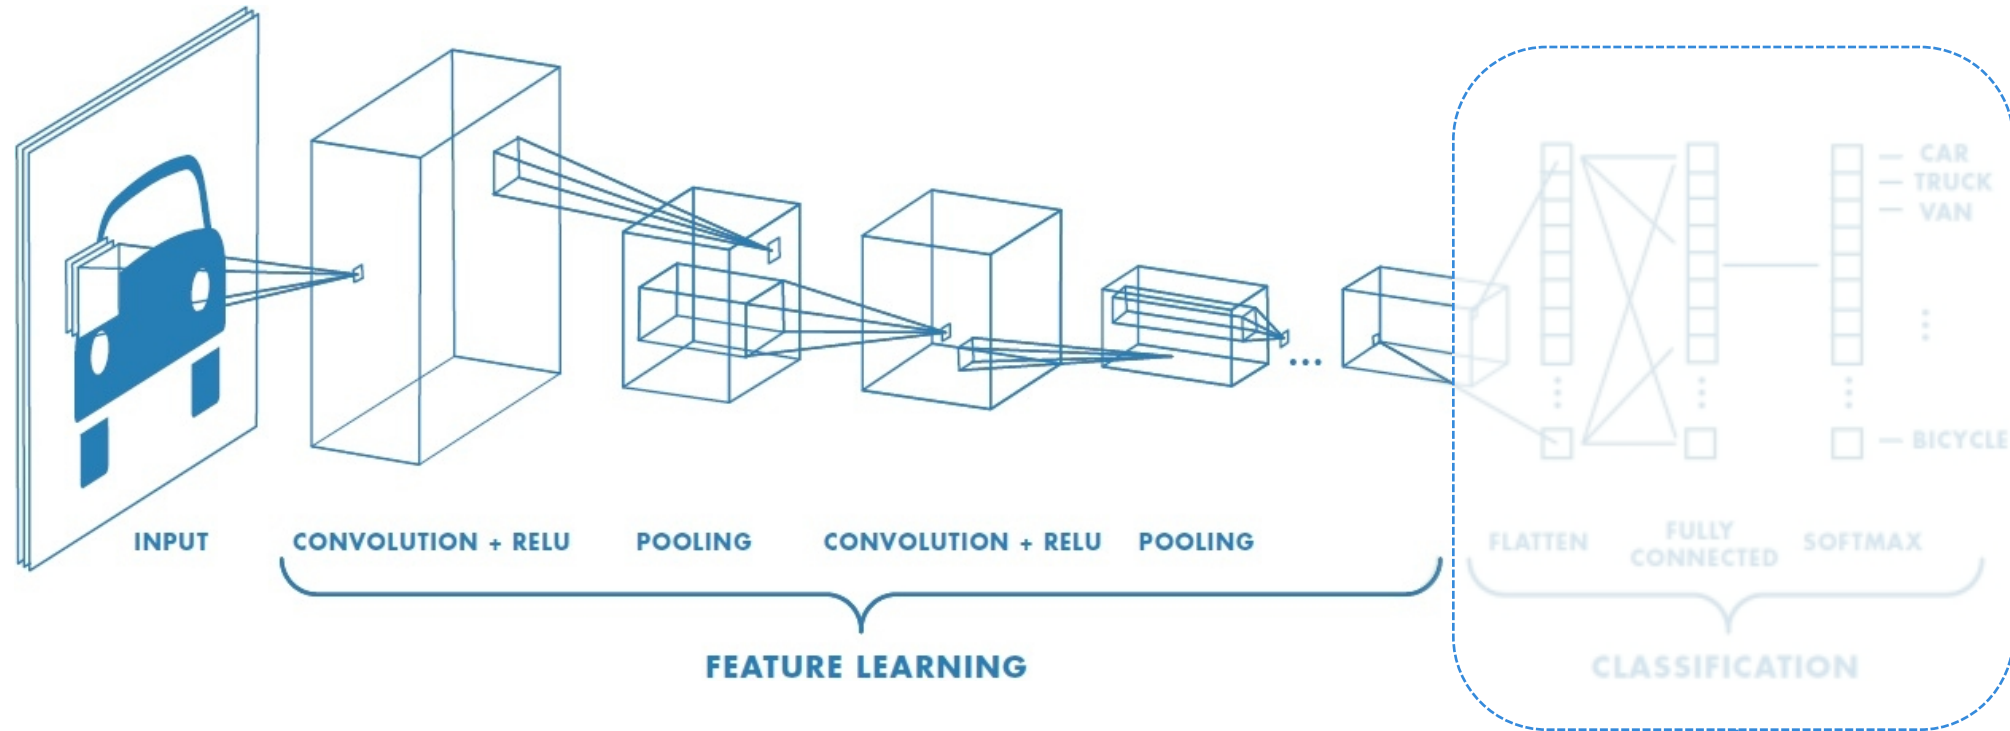 CAR
TRUCK
VAN
BICYCLE
INPUT
CONVOLUTION + RELU
POOLING
CONVOLUTION + RELU
POOLING
FLATTEN
FULLY
CONNECTED
SOFTMAX
FEATURE LEARNING
CLASSIFICATION